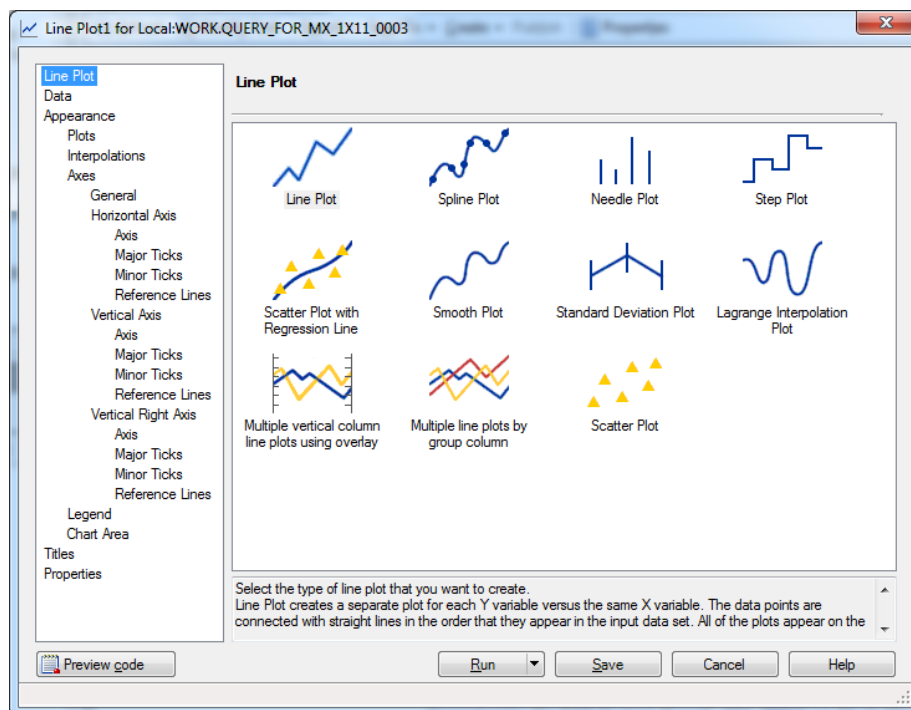 Line Plot1 for Local:WORK.QUERY_FOR_MX_1X11_0003
Line Plot
Data
Appearance
Plots
Interpolations
Axes
General
Horizontal Axis
Axis
Major Ticks
Minor Ticks
Reference Lines
Vertical Axis
Axis
Major Ticks
Minor Ticks
Reference Lines
Vertical Right Axis
Axis
Major Ticks
Minor Ticks
Reference Lines
Legend
Chart Area
Titles
Properties
Line Plot
Line Plot
Spline Plot
Needle Plot
Step Plot
Scatter Plot with
Regression Line
Smooth Plot
Standard Deviation Plot
Lagrange Interpolation
Plot
Multiple vertical column
line plots using overlay
Multiple line plots by
group column
Scatter Plot
Select the type of line plot that you want to create.
Line Plot creates a separate plot for each Y variable versus the same X variable. The data points are
connected with straight lines in the order that they appear in the input data set. All of the plots appear on the
Preview code
Run
Save
Cancel
Help